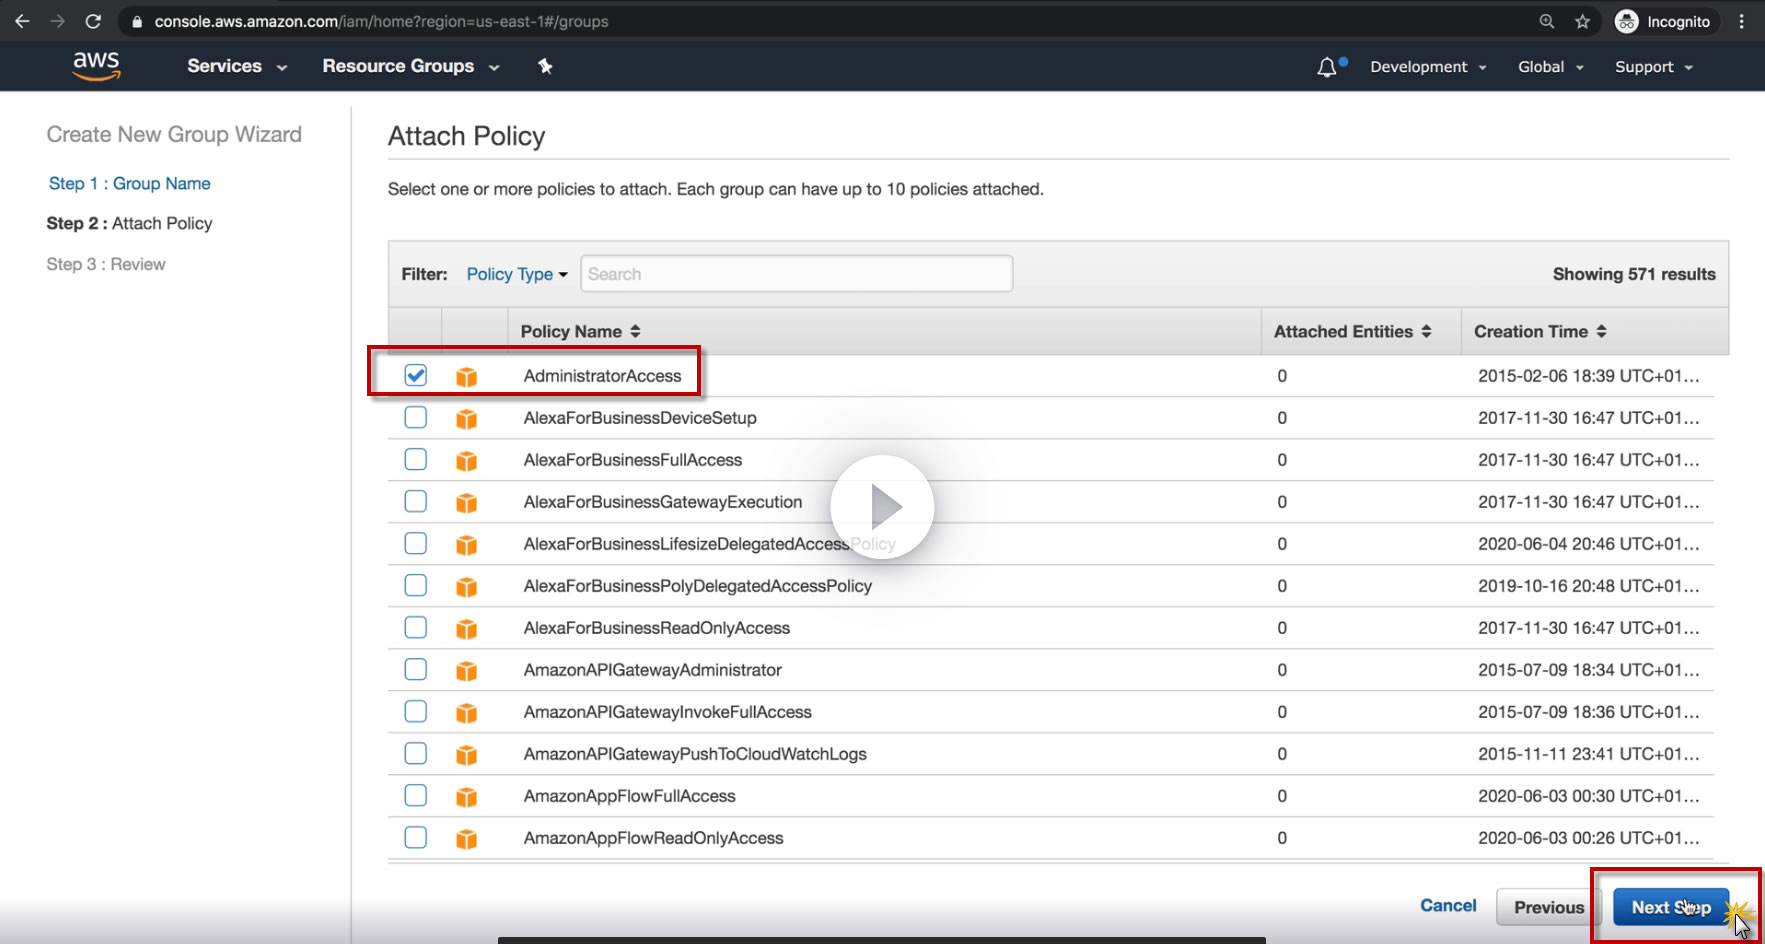 console.aws.amazon.com/iam/home?region=us-east-1#/groups
Incognito
aws
Services
Resource Groups
Development
Global
Support
Create New Group Wizard
Step 1 : Group Name
Step 2 : Attach Policy
Step 3 : Review
Attach Policy
Select one or more policies to attach. Each group can have up to 10 policies attached.
Filter: Policy Type Search Showing 571 results
Policy Name Attached Entities Creation Time
AdministratorAccess 0 2015-02-06 18:39 UTC+01...
AlexaForBusinessDeviceSetup 0 2017-11-30 16:47 UTC+01...
AlexaForBusinessFullAccess 0 2017-11-30 16:47 UTC+01...
AlexaForBusinessGatewayExecution 0 2017-11-30 16:47 UTC+01...
AlexaForBusinessLifesizeDelegatedAccessPolicy 0 2020-06-04 20:46 UTC+01...
AlexaForBusinessPolyDelegatedAccessPolicy 0 2019-10-16 20:48 UTC+01...
AlexaForBusinessReadOnlyAccess 0 2017-11-30 16:47 UTC+01...
AmazonAPIGatewayAdministrator 0 2015-07-09 18:34 UTC+01...
AmazonAPIGatewayInvokeFullAccess 0 2015-07-09 18:36 UTC+01...
AmazonAPIGatewayPushToCloudWatchLogs 0 2015-11-11 23:41 UTC+01...
AmazonAppFlowFullAccess 0 2020-06-03 00:30 UTC+01...
AmazonAppFlowReadOnlyAccess 0 2020-06-03 00:26 UTC+01...
Cancel Previous Next Step